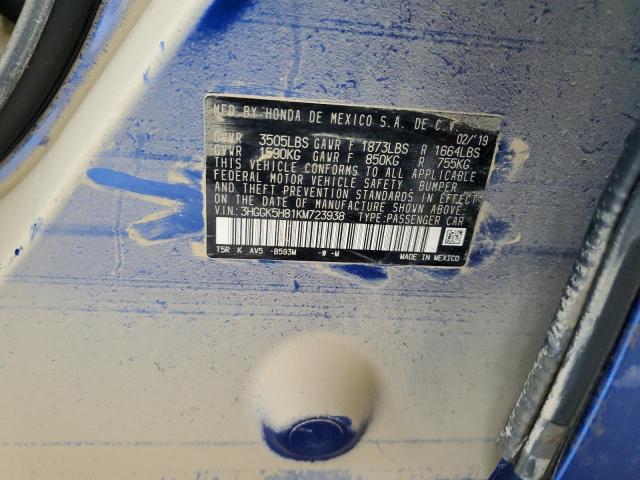 MFD BY HONDA DE MEXICO S.A. DE C.V. 02/'19
GVWR 3505LBS GAWR F 1873LBS R 1664LBS
GVWR 1590KG GAWR F 850KG R 755KG
THIS VEHICLE CONFORMS TO ALL APPLICABLE
FEDERAL MOTOR VEHICLE SAFETY, BUMPER
AND THEFT PREVENTION STANDARDS IN EFFECT
ON THE DATE OF MANUFACTURE SHOWN ABOVE.
V.I.N.:3HGGK5H81KM723938 TYPE:PASSENGER CAR
T5R K AV5 -B593M -W -M MADE IN MEXICO